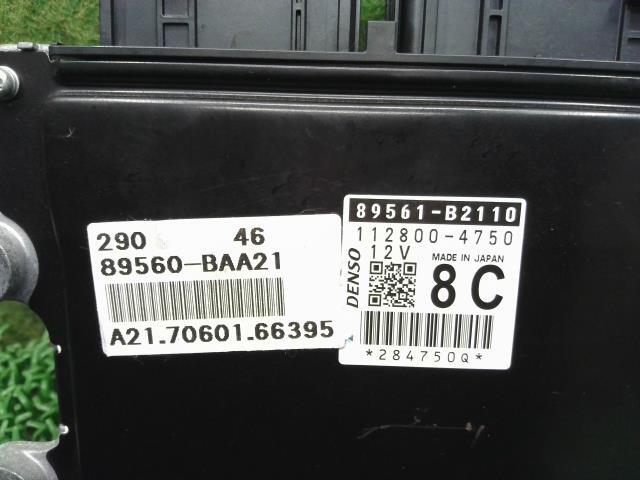 290 46
89560-BAA21
A21.70601.66395
89561-B2110
112800-4750
DENSO
12V
MADE IN JAPAN
8C
*284750Q*